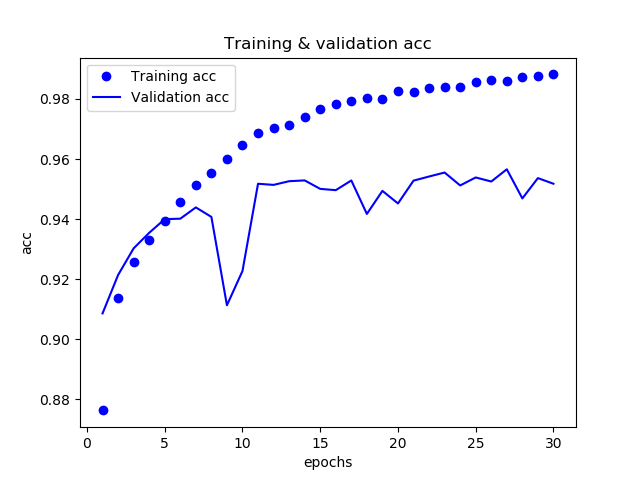 Training & validation acc
Training acc
Validation acc
0.98
0.96
0.94
0.92
0.90
0.88
acc
0 5 10 15 20 25 30
epochs